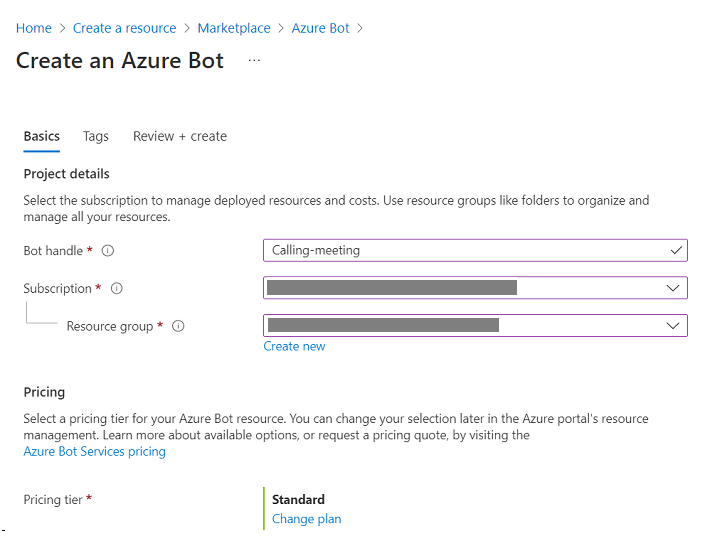 Home > Create a resource > Marketplace > Azure Bot >
Create an Azure Bot ...
Basics Tags Review + create
Project details
Select the subscription to manage deployed resources and costs. Use resource groups like folders to organize and
manage all your resources.
Bot handle * Calling-meeting
Subscription *
Resource group *
Create new
Pricing
Select a pricing tier for your Azure Bot resource. You can change your selection later in the Azure portal's resource
management. Learn more about available options, or request a pricing quote, by visiting the
Azure Bot Services pricing
Pricing tier * Standard
Change plan